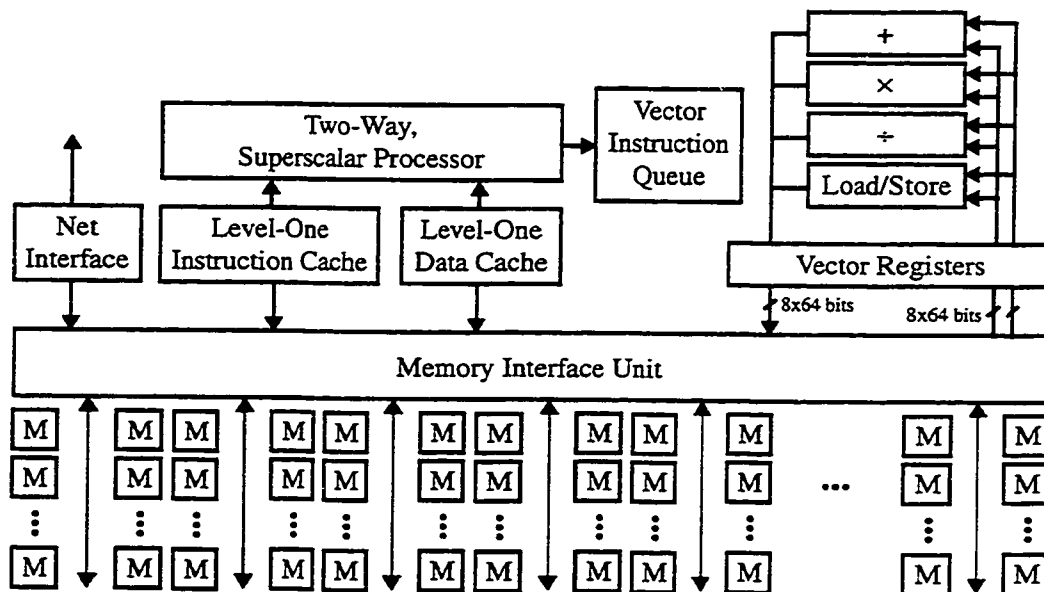 +
×
÷
Load/Store
Two-Way,
Superscalar Processor
Vector
Instruction
Queue
Net
Interface
Level-One
Instruction Cache
Level-One
Data Cache
Vector Registers
8x64 bits
8x64 bits
Memory Interface Unit
M M M M M M M M M M M M
M M M M M M M M M ... M M
M M M M M M M M M M M